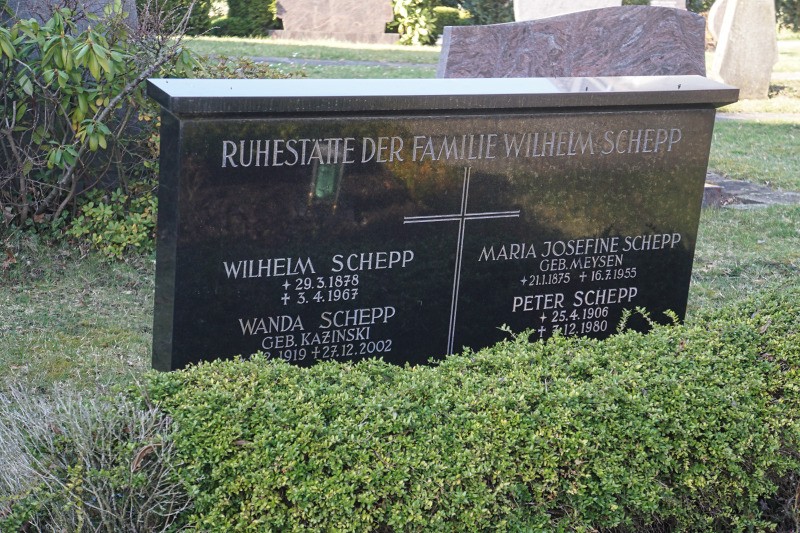 RUHESTÄTTE DER FAMILIE WILHELM SCHEPP
WILHELM SCHEPP
+ 29.3.1878
+ 3.4.1967
WANDA SCHEPP
GEB. KAŻINSKI
1919 + 27.12.2002
MARIA JOSEFINE SCHEPP
GEB. MEYSEN
+ 21.1.1875 + 16.7.1955
PETER SCHEPP
+ 25.4.1906
+ 7.12.1980